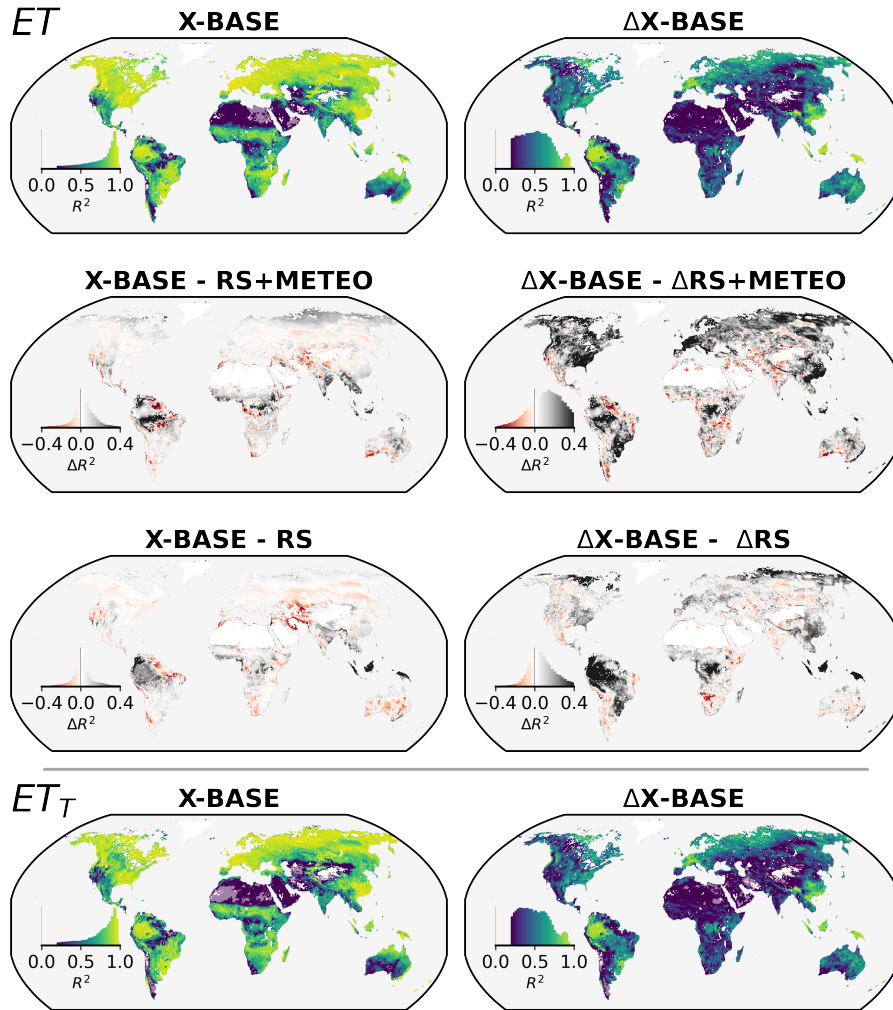 ET
X-BASE
ΔX-BASE
0.0 0.5 1.0
R²
0.0 0.5 1.0
R²
X-BASE - RS+METEO
ΔX-BASE - ΔRS+METEO
−0.4 0.0 0.4
ΔR²
−0.4 0.0 0.4
ΔR²
X-BASE - RS
ΔX-BASE - ΔRS
−0.4 0.0 0.4
ΔR²
−0.4 0.0 0.4
ΔR²
ET_T
X-BASE
ΔX-BASE
0.0 0.5 1.0
R²
0.0 0.5 1.0
R²